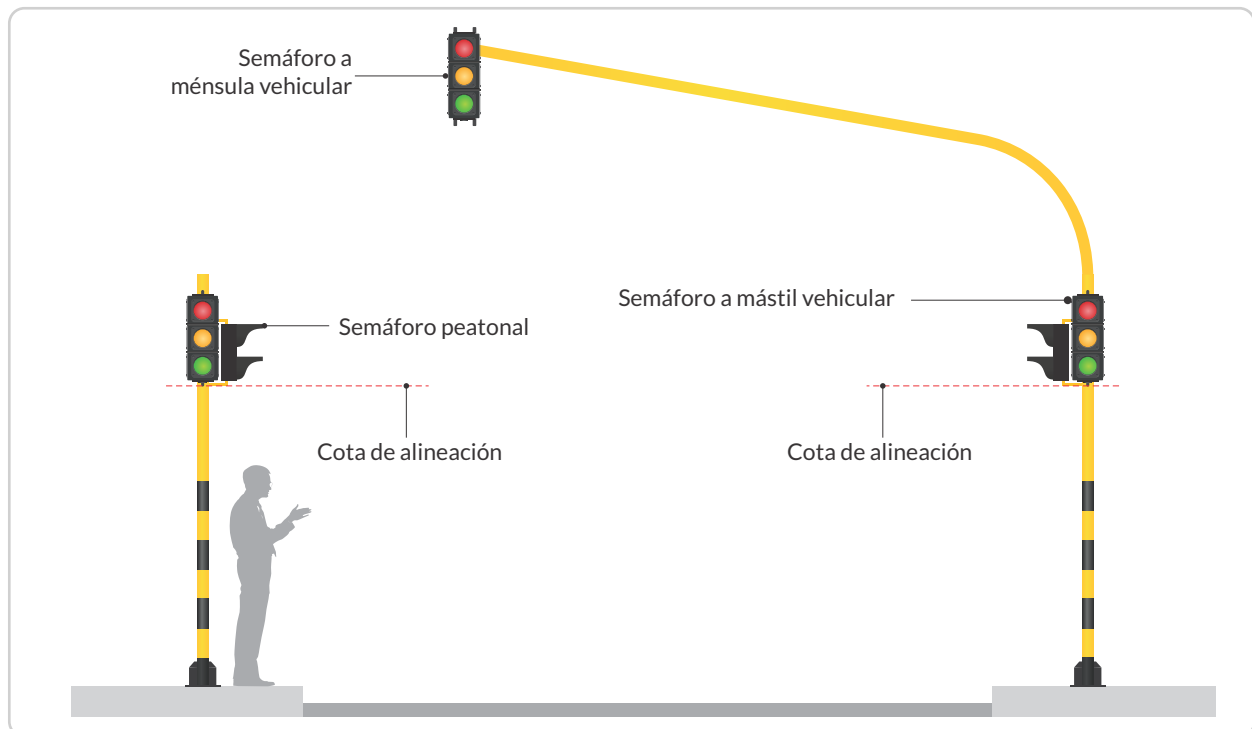 Semáforo a
ménsula vehicular
Semáforo a mástil vehicular
Semáforo peatonal
Cota de alineación
Cota de alineación